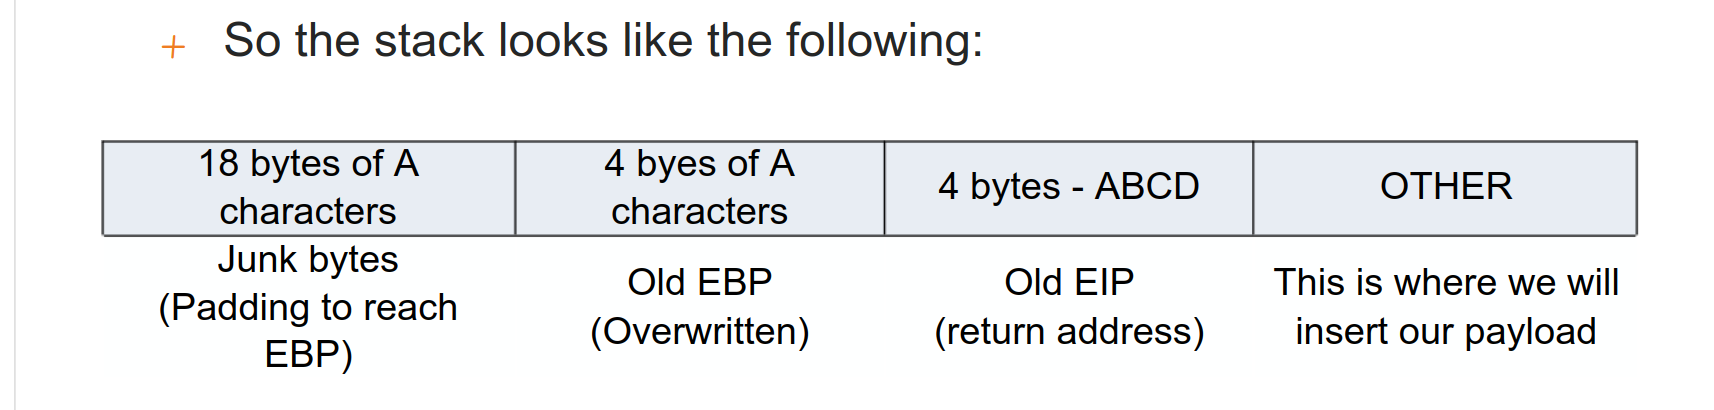 + So the stack looks like the following:
18 bytes of A
characters
4 byes of A
characters
4 bytes - ABCD
OTHER
Junk bytes
(Padding to reach
EBP)
Old EBP
(Overwritten)
Old EIP
(return address)
This is where we will
insert our payload